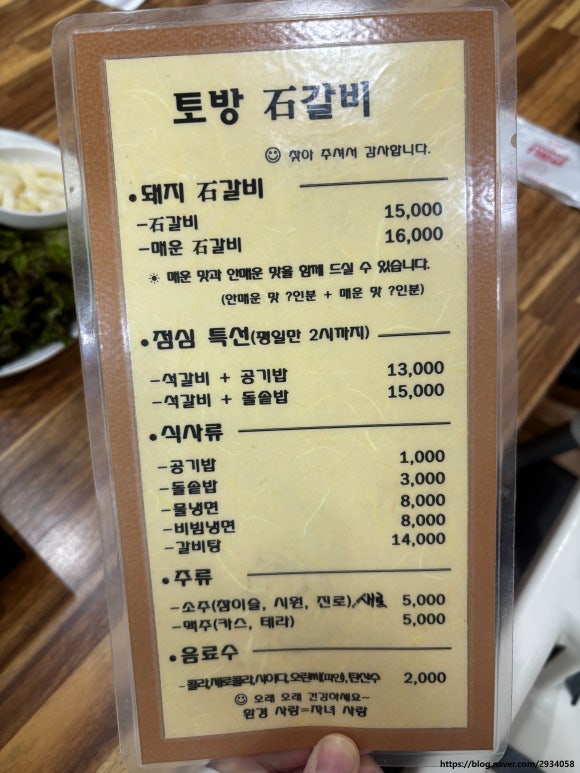 토방 石갈비
찾아 주셔서 감사합니다.
•돼지 石갈비
-石갈비 15,000
-매운 石갈비 16,000
☀ 매운 맛과 안매운 맛을 함께 드실 수 있습니다.
(안매운 맛 ?인분 + 매운 맛 ?인분)
•점심 특선(평일만 2시까지)
-석갈비 + 공기밥 13,000
-석갈비 + 돌솥밥 15,000
•식사류
-공기밥 1,000
-돌솥밥 3,000
-물냉면 8,000
-비빔냉면 8,000
-갈비탕 14,000
•주류
-소주(참이슬, 시원, 진로), 새로 5,000
-맥주(카스, 테라) 5,000
•음료수
-콜라,제로콜라,사이다,오란씨(파인),탄산수 2,000
오래 오래 건강하세요~
환경 사랑=자녀 사랑
https://blog.naver.com/2934058